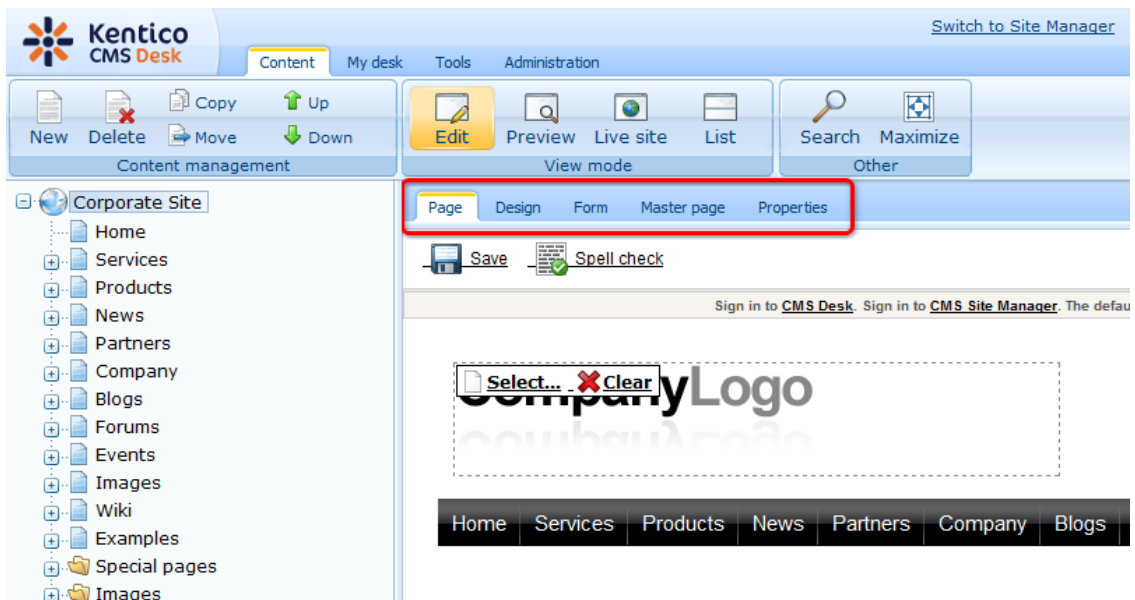 Kentico
CMS Desk
Switch to Site Manager
Content My desk Tools Administration
New Delete Copy Move Up Down
Content management
Edit Preview Live site List
View mode
Search Maximize
Other
Corporate Site
Home
Services
Products
News
Partners
Company
Blogs
Forums
Events
Images
Wiki
Examples
Special pages
Images
Page Design Form Master page Properties
Save Spell check
Sign in to CMS Desk. Sign in to CMS Site Manager. The defau
Select... Clear
CompanyLogo
Home Services Products News Partners Company Blogs